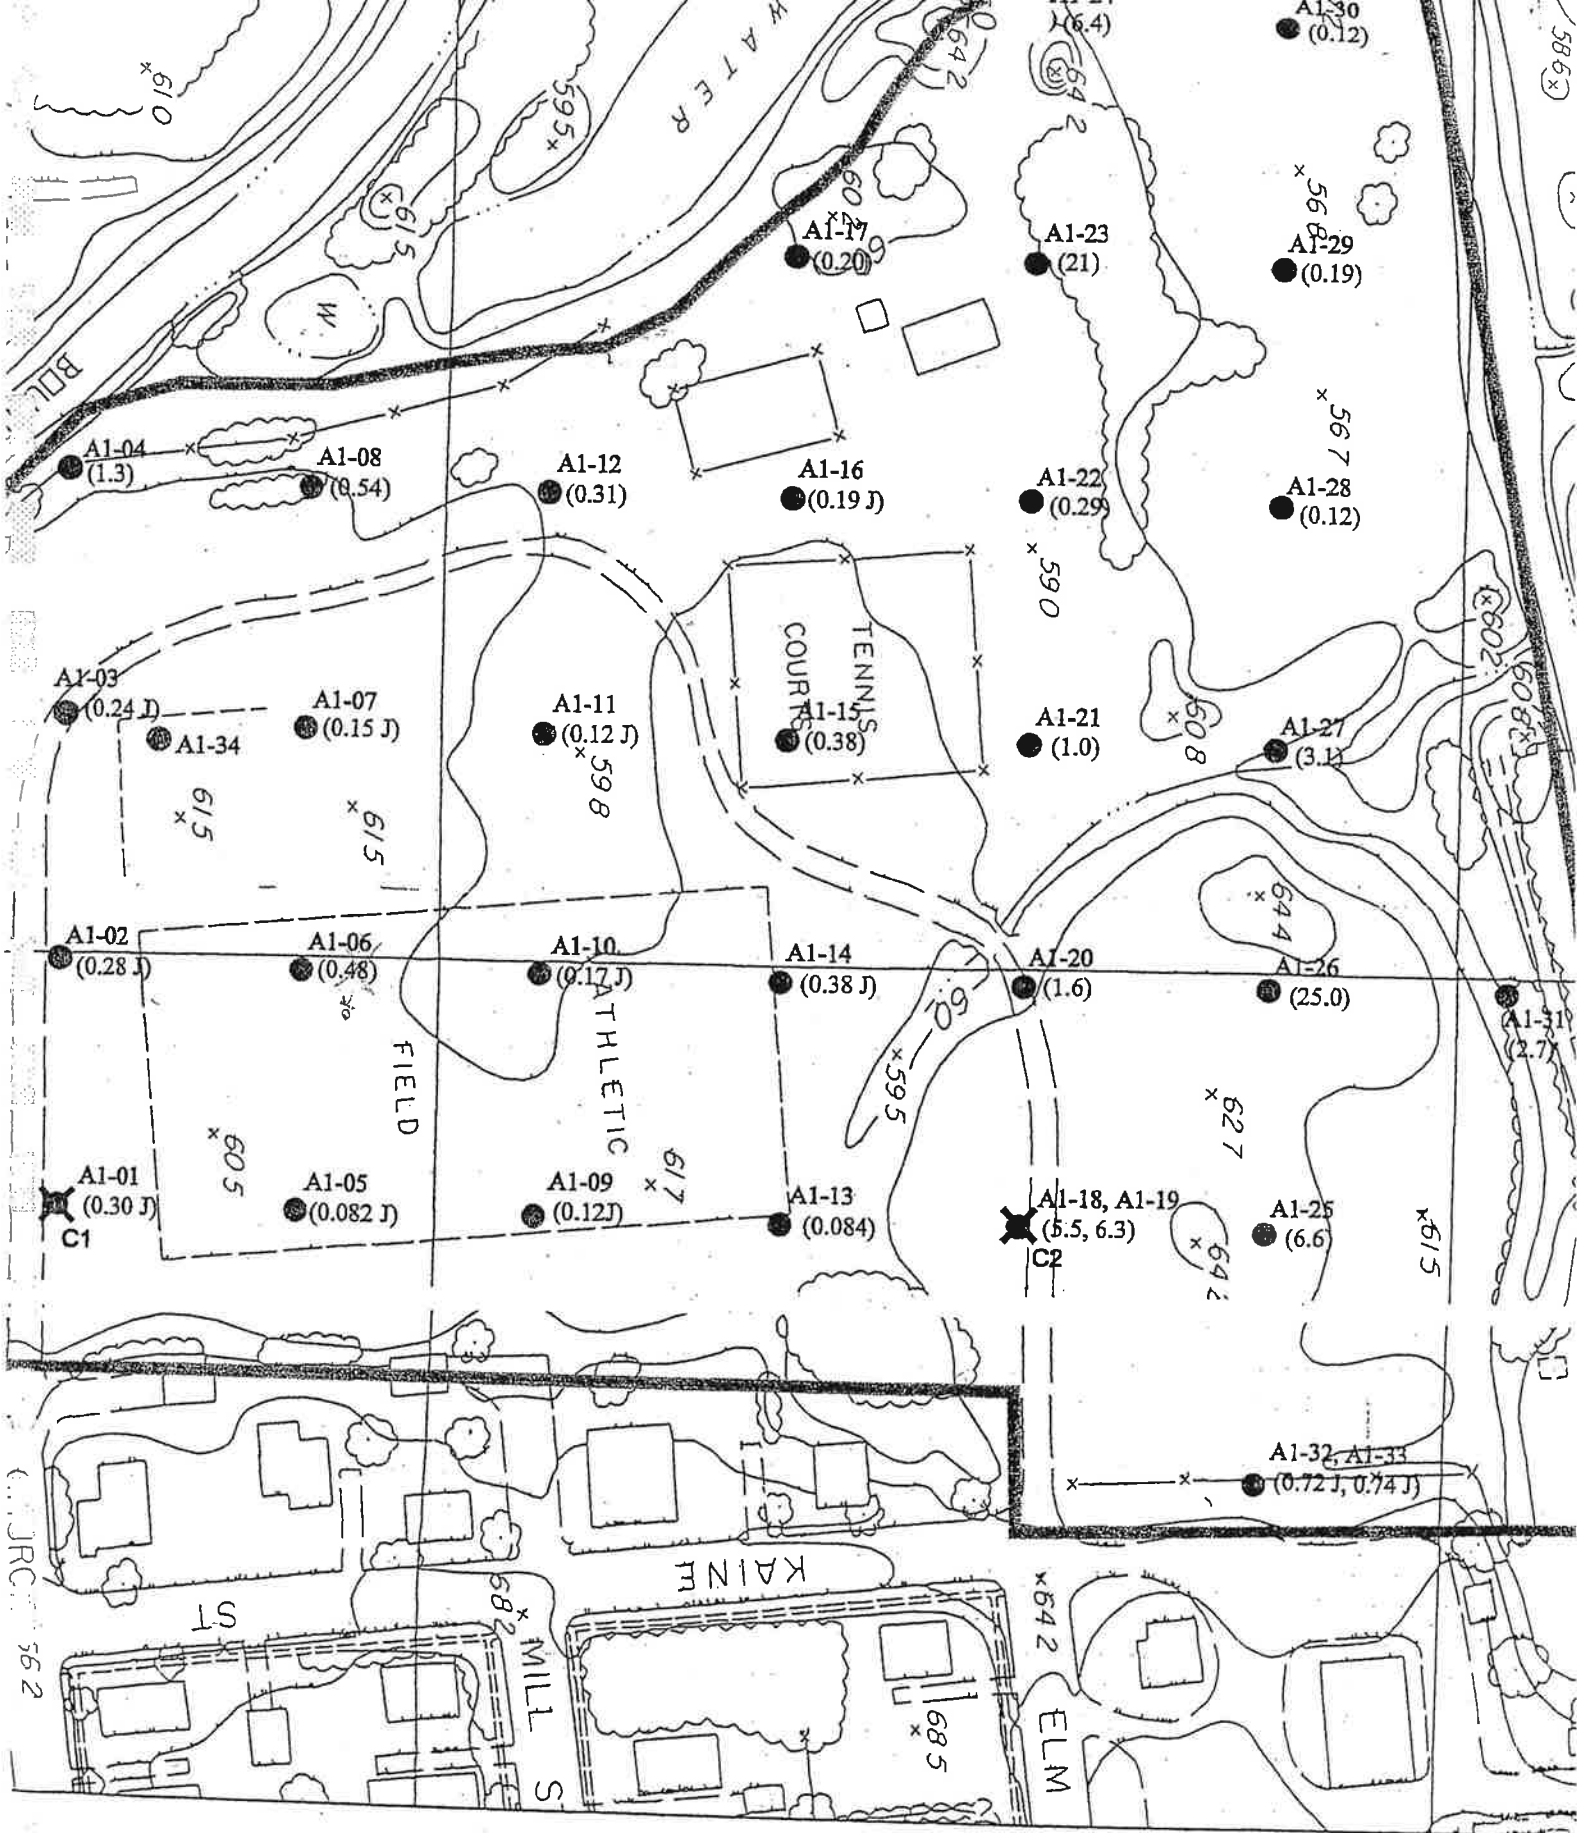 (6.4)
A1-30
(0.12)
586
642
642
WATER
610
595
615
568
602
A1-17
(0.20)
A1-23
(21)
A1-29
(0.19)
W
567
A1-04
(1.3)
A1-08
(0.54)
A1-12
(0.31)
A1-16
(0.19 J)
A1-22
(0.29)
A1-28
(0.12)
590
602
608
TENNIS
COURTS
A1-03
(0.24 J)
A1-34
A1-07
(0.15 J)
A1-11
(0.12 J)
A1-15
(0.38)
A1-21
(1.0)
608
A1-27
(3.1)
598
615
615
644
A1-02
(0.28 J)
A1-06
(0.48)
A1-10
(0.17 J)
A1-14
(0.38 J)
A1-20
(1.6)
A1-26
(25.0)
A1-31
(2.7)
60
ATHLETIC
FIELD
595
627
605
617
A1-01
(0.30 J)
C1
A1-05
(0.082 J)
A1-09
(0.12J)
A1-13
(0.084)
A1-18, A1-19
(5.5, 6.3)
C2
A1-25
(6.6)
642
615
A1-32, A1-33
(0.72 J, 0.74 J)
KAINE
ST
682
MILL S
642
ELM
685
562